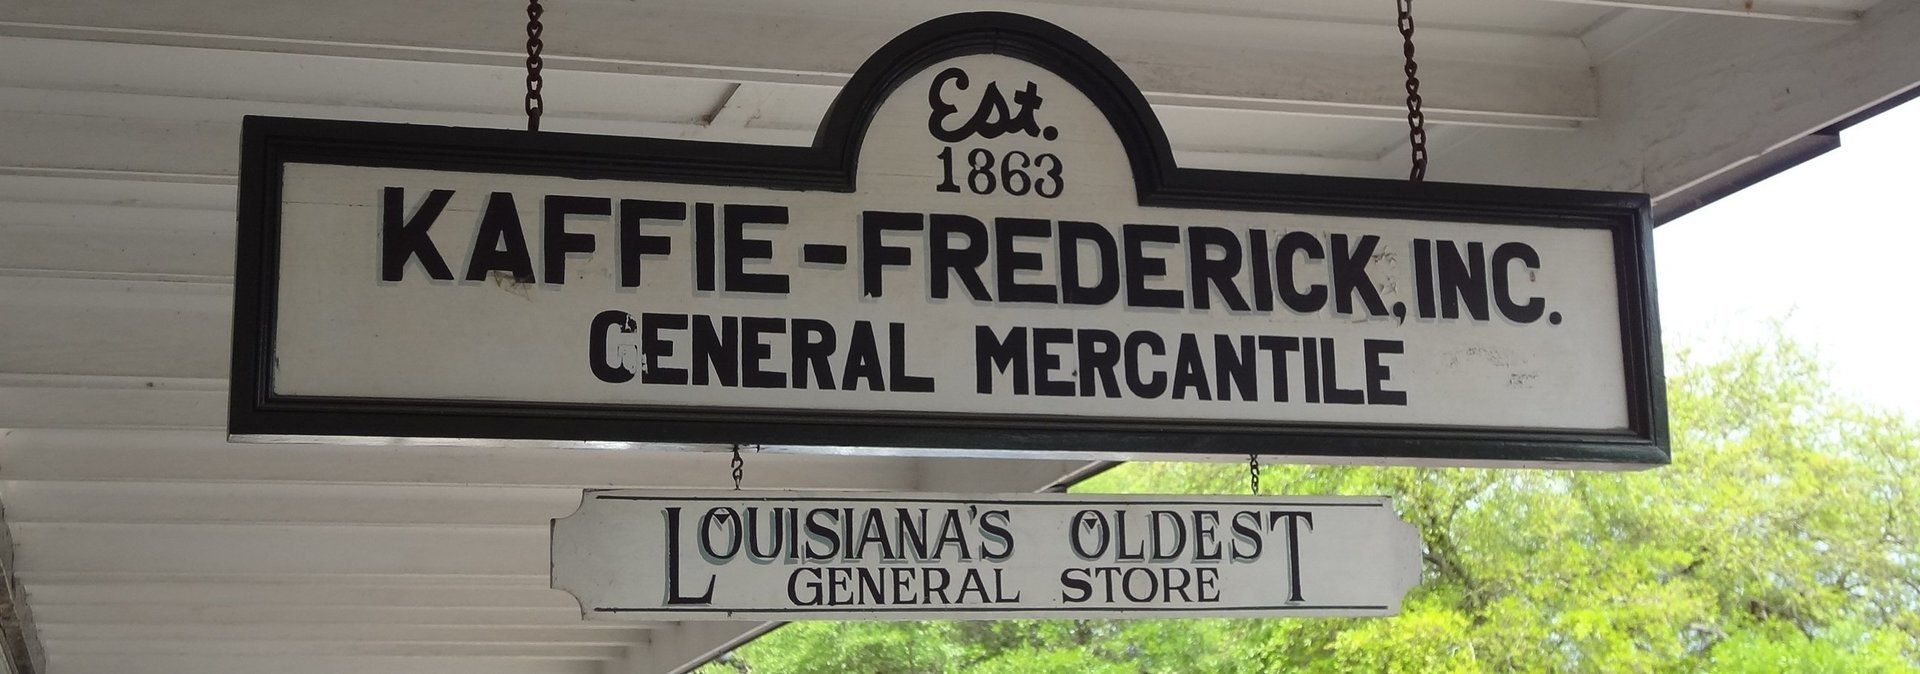 Est.
1863
KAFFIE-FREDERICK, INC.
GENERAL MERCANTILE
LOUISIANA'S OLDEST
GENERAL STORE